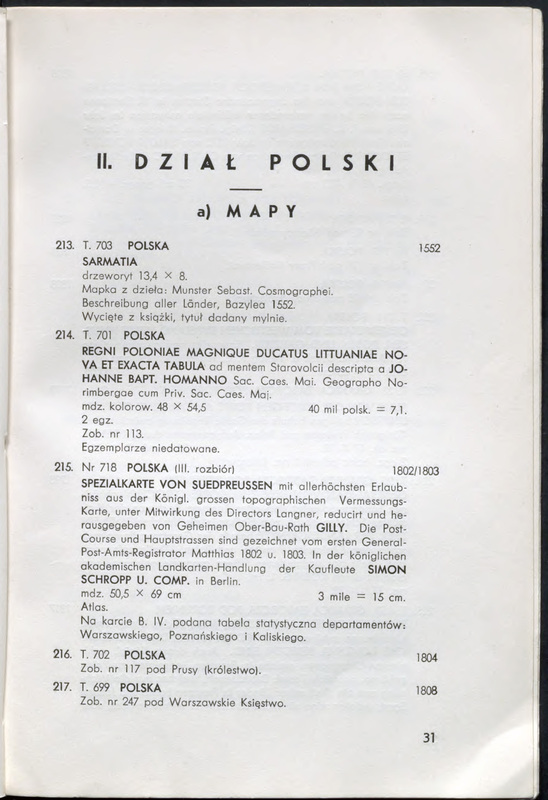 II. DZIAŁ POLSKI
a) MAPY
213. T. 703 POLSKA 1552
SARMATIA
drzeworyt 13,4 × 8.
Mapka z dzieła: Munster Sebast. Cosmographei.
Beschreibung aller Länder, Bazylea 1552.
Wycięte z książki, tytuł dodany mylnie.
214. T. 701 POLSKA
REGNI POLONIAE MAGNIQUE DUCATUS LITTUANIAE NO-
VA ET EXACTA TABULA ad mentem Starovolcii descripta a JO-
HANNE BAPT. HOMANNO Sac. Caes. Mai. Geographo No-
rimbergae cum Priv. Sac. Caes. Maj.
mdz. kolorow. 48 × 54,5 40 mil polsk. = 7,1.
2 egz.
Zob. nr 113.
Egzemplarze niedatowane.
215. Nr 718 POLSKA (III. rozbiór) 1802/1803
SPEZIALKARTE VON SUEDPREUSSEN mit allerhöchsten Erlaub-
niss aus der Königl. grossen topographischen Vermessungs-
Karte, unter Mitwirkung des Directors Langner, reducirt und he-
rausgegeben von Geheimen Ober-Bau-Rath GILLY. Die Post-
Course und Hauptstrassen sind gezeichnet vom ersten General-
Post-Amts-Registrator Matthias 1802 u. 1803. In der königlichen
akademischen Landkarten-Handlung der Kaufleute SIMON
SCHROPP U. COMP. in Berlin.
mdz. 50,5 × 69 cm 3 mile = 15 cm.
Atlas.
Na karcie B. IV. podana tabela statystyczna departamentów:
Warszawskiego, Poznańskiego i Kaliskiego.
216. T. 702 POLSKA 1804
Zob. nr 117 pod Prusy (królestwo).
217. T. 699 POLSKA 1808
Zob. nr 247 pod Warszawskie Księstwo.
31